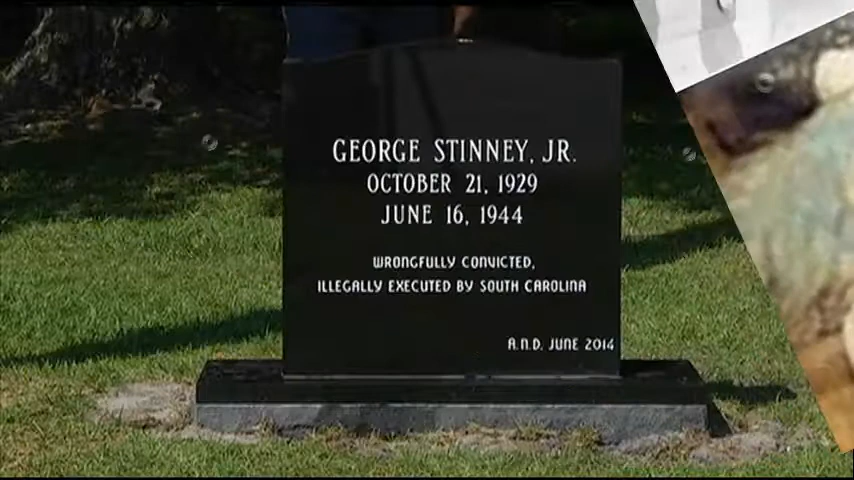 GEORGE STINNEY, JR.
OCTOBER 21, 1929
JUNE 16, 1944
WRONGFULLY CONVICTED,
ILLEGALLY EXECUTED BY SOUTH CAROLINA
A.N.D. JUNE 2014